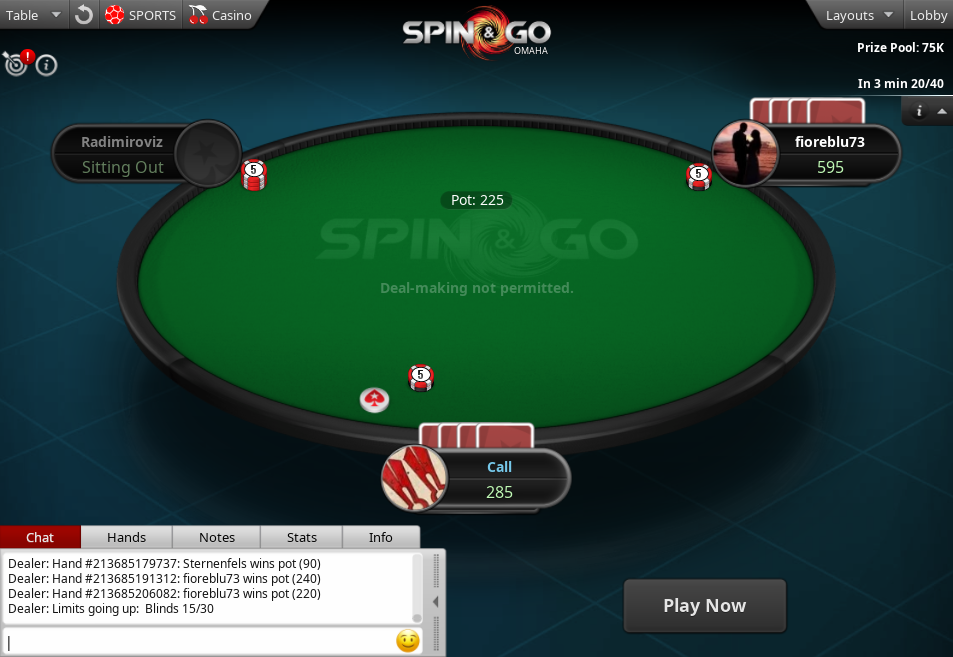 Table
SPORTS
Casino
SPIN & GO
OMAHA
Layouts
Lobby
Prize Pool: 75K
In 3 min 20/40
!
i
i
Radimiroviz
Sitting Out
fioreblu73
595
5
5
Pot: 225
SPIN & GO
Deal-making not permitted.
5
Call
285
Chat
Hands
Notes
Stats
Info
Dealer: Hand #213685179737: Sternenfels wins pot (90)
Dealer: Hand #213685191312: fioreblu73 wins pot (240)
Dealer: Hand #213685206082: fioreblu73 wins pot (220)
Dealer: Limits going up:  Blinds 15/30
Play Now